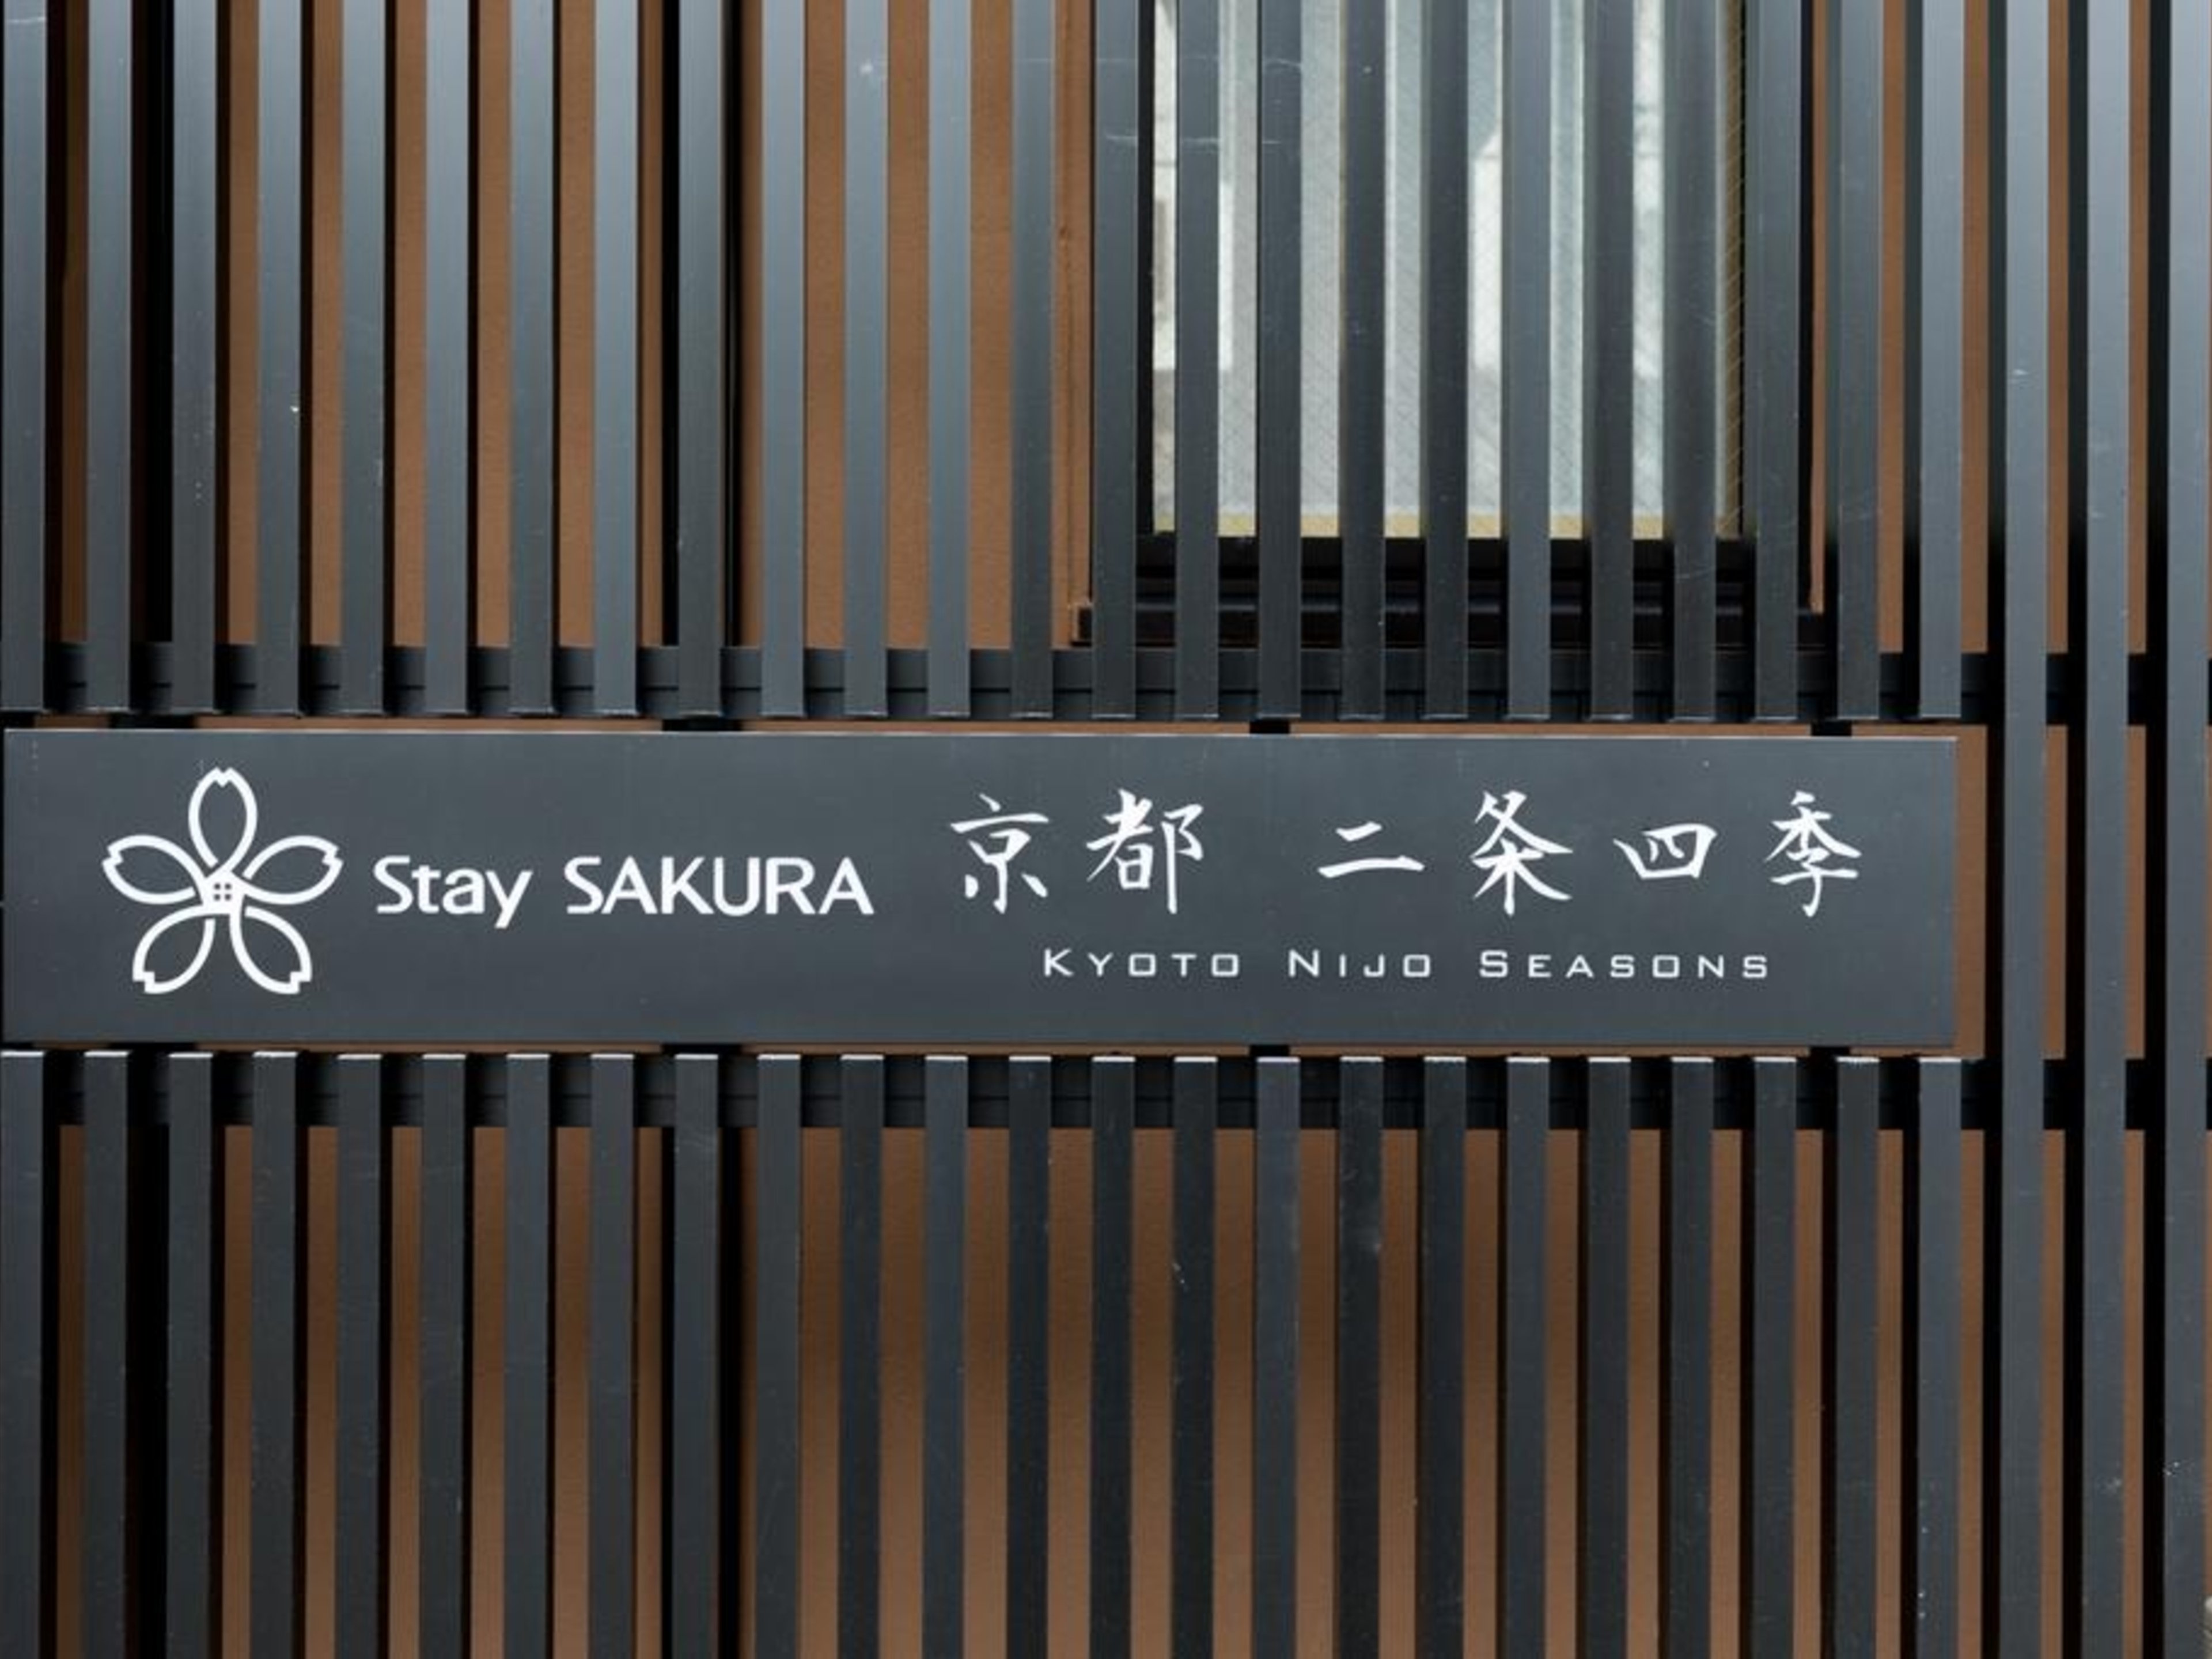 Stay SAKURA 京都 二条四季
KYOTO NIJO SEASONS